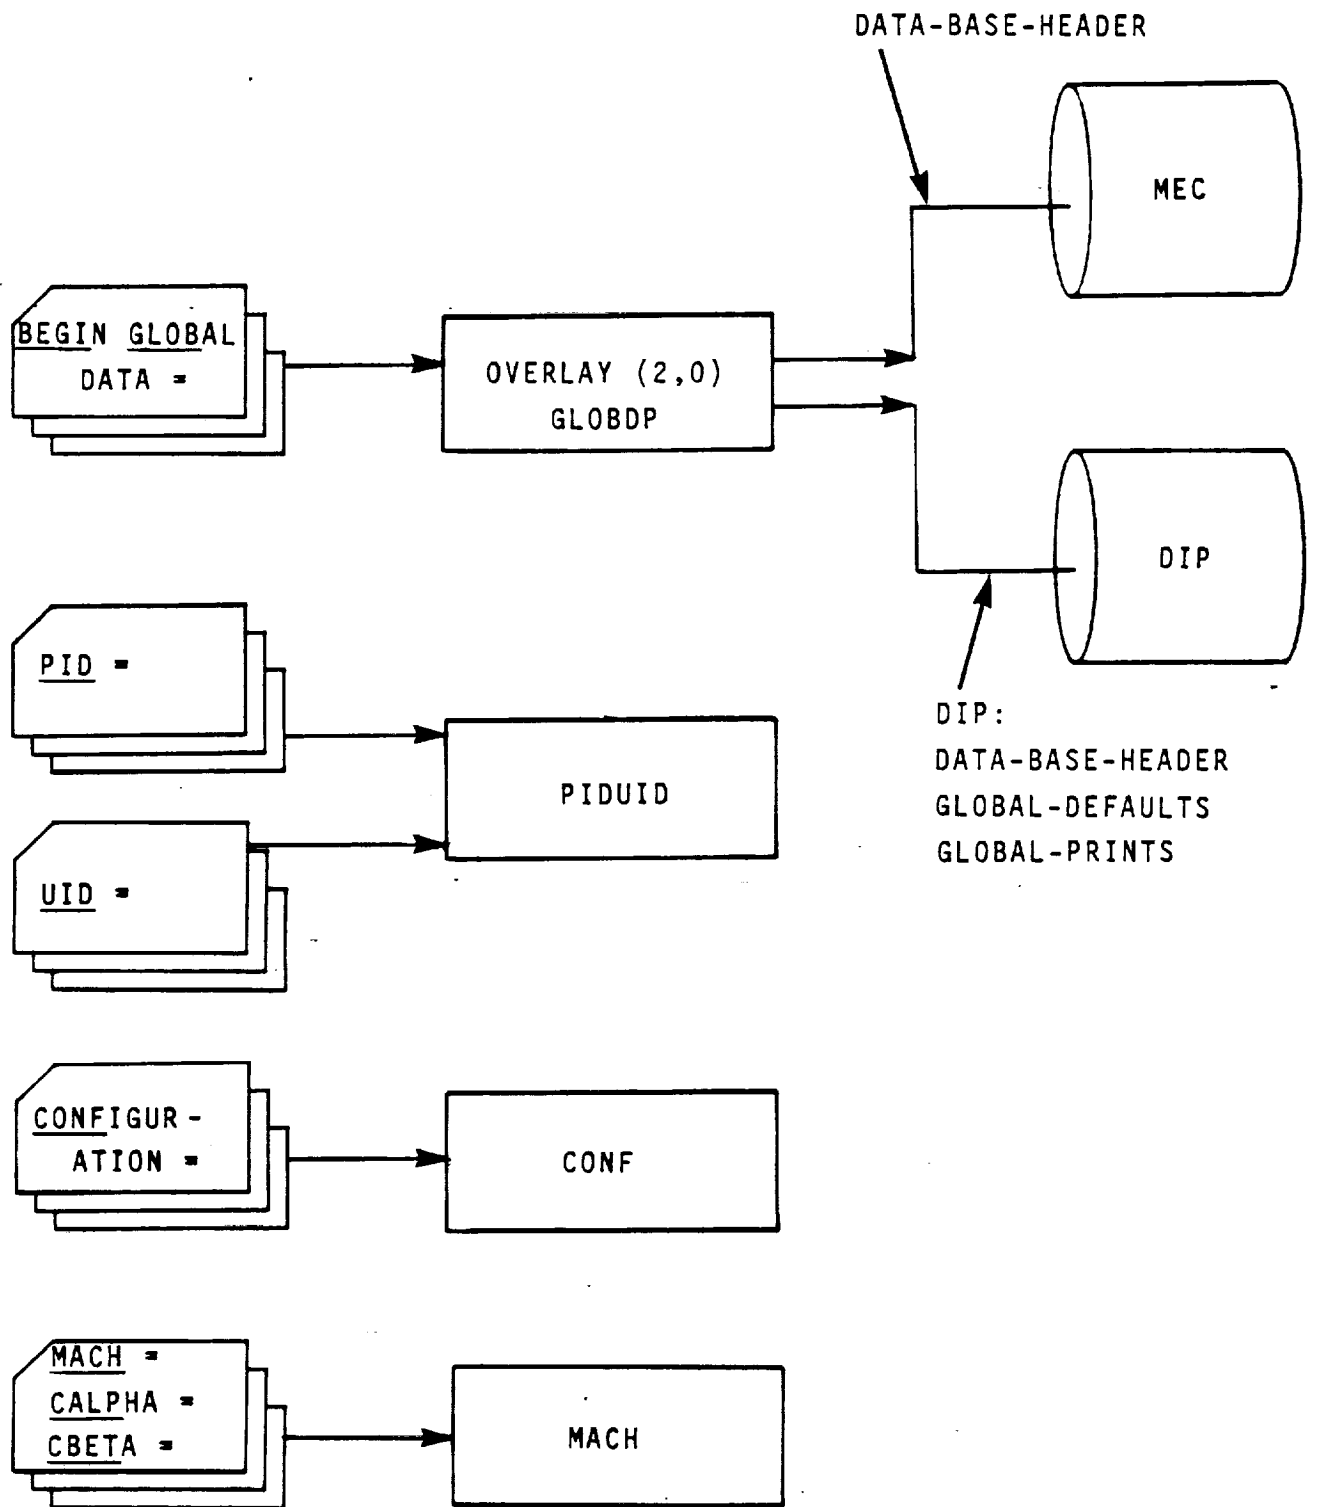 DATA-BASE-HEADER
MEC
BEGIN GLOBAL
DATA =
OVERLAY (2,0)
GLOBDP
DIP
PID =
DIP:
DATA-BASE-HEADER
GLOBAL-DEFAULTS
GLOBAL-PRINTS
PIDUID
UID =
CONFIGUR-
ATION =
CONF
MACH =
CALPHA =
CBETA =
MACH